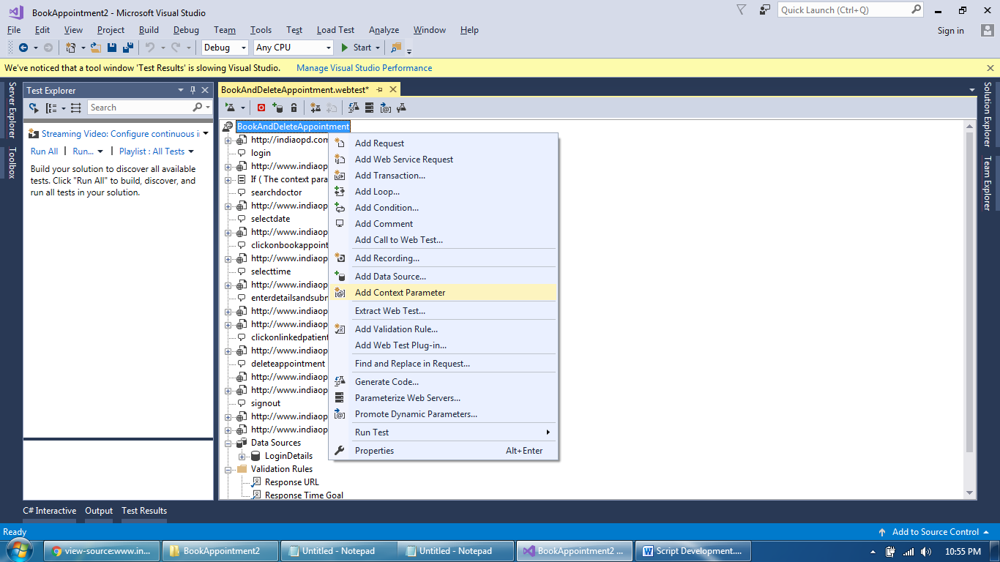 BookAppointment2 - Microsoft Visual Studio
Quick Launch (Ctrl+Q)
File Edit View Project Build Debug Team Tools Test Load Test Analyze Window Help
Sign in
Debug Any CPU Start
We've noticed that a tool window 'Test Results' is slowing Visual Studio. Manage Visual Studio Performance
Server Explorer
Toolbox
Test Explorer
Search
Streaming Video: Configure continuous i
Run All | Run... | Playlist : All Tests
Build your solution to discover all available
tests. Click "Run All" to build, discover, and
run all tests in your solution.
BookAndDeleteAppointment.webtest*
BookAndDeleteAppointment
http://indiaopd.com
login
http://www.indiaop
If ( The context para
searchdoctor
http://www.indiaop
selectdate
http://www.indiaop
clickonbookappoint
http://www.indiaop
selecttime
http://www.indiaop
enterdetailsandsubm
http://www.indiaop
http://www.indiaop
clickonlinkedpatient
http://www.indiaop
deleteappointment
http://www.indiaop
http://www.indiaop
signout
http://www.indiaop
http://www.indiaop
Data Sources
LoginDetails
Validation Rules
Response URL
Response Time Goal
Add Request
Add Web Service Request
Add Transaction...
Add Loop...
Add Condition...
Add Comment
Add Call to Web Test...
Add Recording...
Add Data Source...
Add Context Parameter
Extract Web Test...
Add Validation Rule...
Add Web Test Plug-in...
Find and Replace in Request...
Generate Code...
Parameterize Web Servers...
Promote Dynamic Parameters...
Run Test
Properties Alt+Enter
Solution Explorer
Team Explorer
C# Interactive Output Test Results
Ready
Add to Source Control
view-source:www.in... BookAppointment2 Untitled - Notepad Untitled - Notepad BookAppointment2 ... Script Development....
10:55 PM